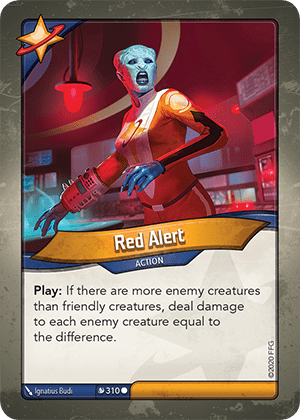 Red Alert
ACTION
Play: If there are more enemy creatures
than friendly creatures, deal damage
to each enemy creature equal to
the difference.
Ignatius Budi
310
©2020 FFG